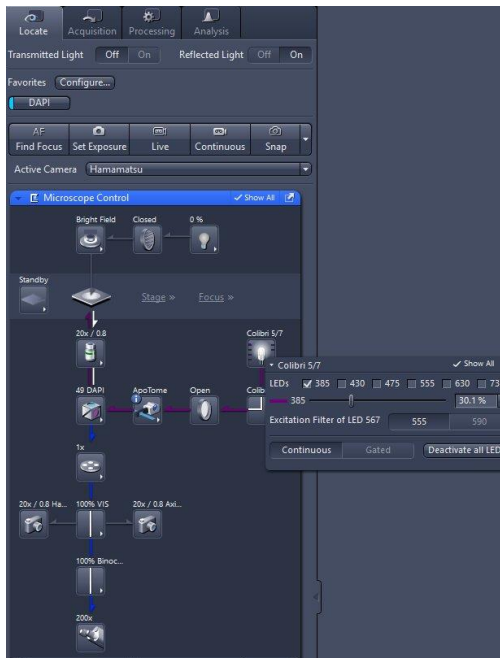 Locate Acquisition Processing Analysis
Transmitted Light Off On Reflected Light Off On
Favorites Configure...
DAPI
AF
Find Focus Set Exposure Live Continuous Snap
Active Camera Hamamatsu
Microscope Control Show All
Bright Field Closed 0 %
Standby
Stage » Focus »
20x / 0.8 Colibri 5/7
Colibri 5/7 Show All
LEDs 385 430 475 555 630 73
49 DAPI ApoTome Open Colib
385 30.1 %
Excitation Filter of LED 567 555 590
1x
Continuous Gated Deactivate all LED
20x / 0.8 Ha... 100% VIS 20x / 0.8 Axi...
100% Binoc...
200x